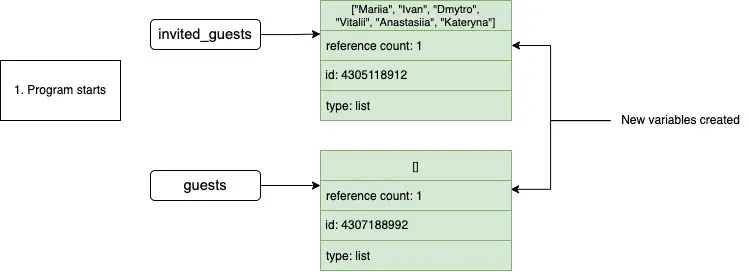 ["Mariia", "Ivan", "Dmytro",
"Vitalii", "Anastasiia", "Kateryna"]
invited_guests
reference count: 1
id: 4305118912
type: list
1. Program starts
New variables created
[]
guests
reference count: 1
id: 4307188992
type: list